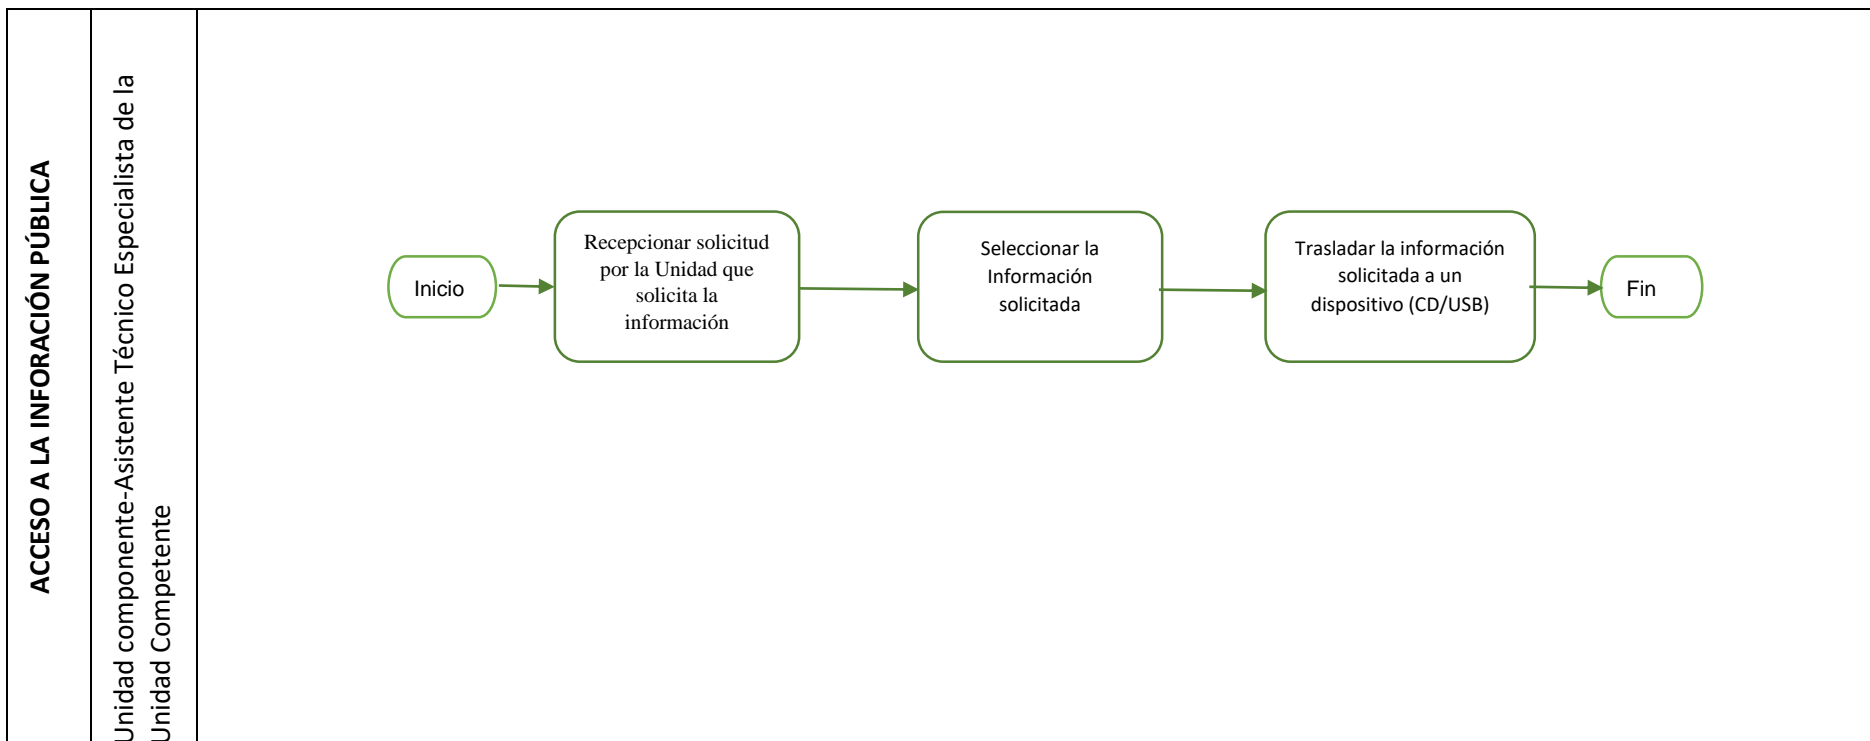 ACCESO A LA INFORACIÓN PÚBLICA
Unidad componente-Asistente Técnico Especialista de la
Unidad Competente
Inicio
Recepcionar solicitud
por la Unidad que
solicita la
información
Seleccionar la
Información
solicitada
Trasladar la información
solicitada a un
dispositivo (CD/USB)
Fin